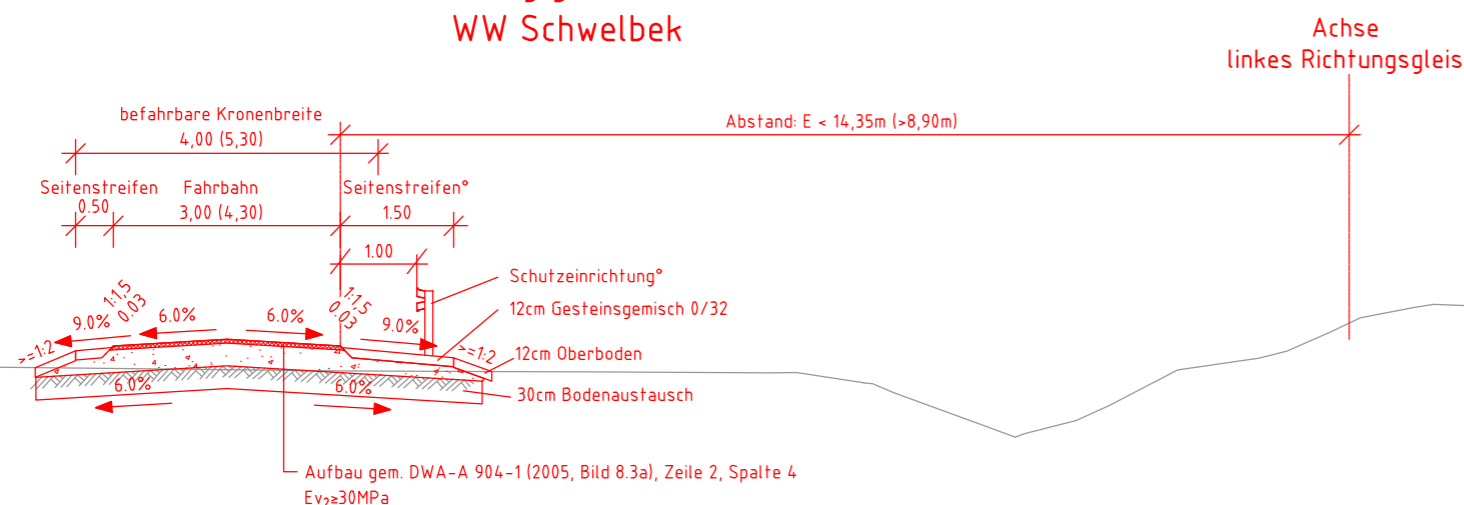 WW Schwelbek
Achse
linkes Richtungsgleis
befahrbare Kronenbreite
4,00 (5,30)
Abstand: E < 14,35m (>8,90m)
Seitenstreifen
Fahrbahn
Seitenstreifen°
0.50
3,00 (4,30)
1.50
1.00
Schutzeinrichtung°
12cm Gesteinsgemisch 0/32
1:1,5
0.03
1:1,5
0.03
9.0%
6.0%
6.0%
9.0%
>=1:2
>=1:2
12cm Oberboden
6.0%
6.0%
30cm Bodenaustausch
Aufbau gem. DWA-A 904-1 (2005, Bild 8.3a), Zeile 2, Spalte 4
Ev₂≥30MPa